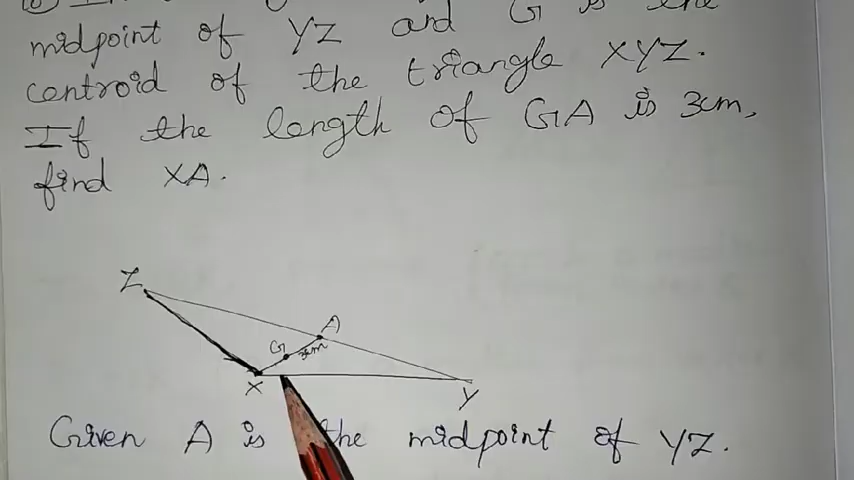 G is the
midpoint of YZ and
centroid of the triangle XYZ.
If the length of GA is 3cm,
find XA.
Z
A
G
3cm
X
Y
Given A is the midpoint of YZ.